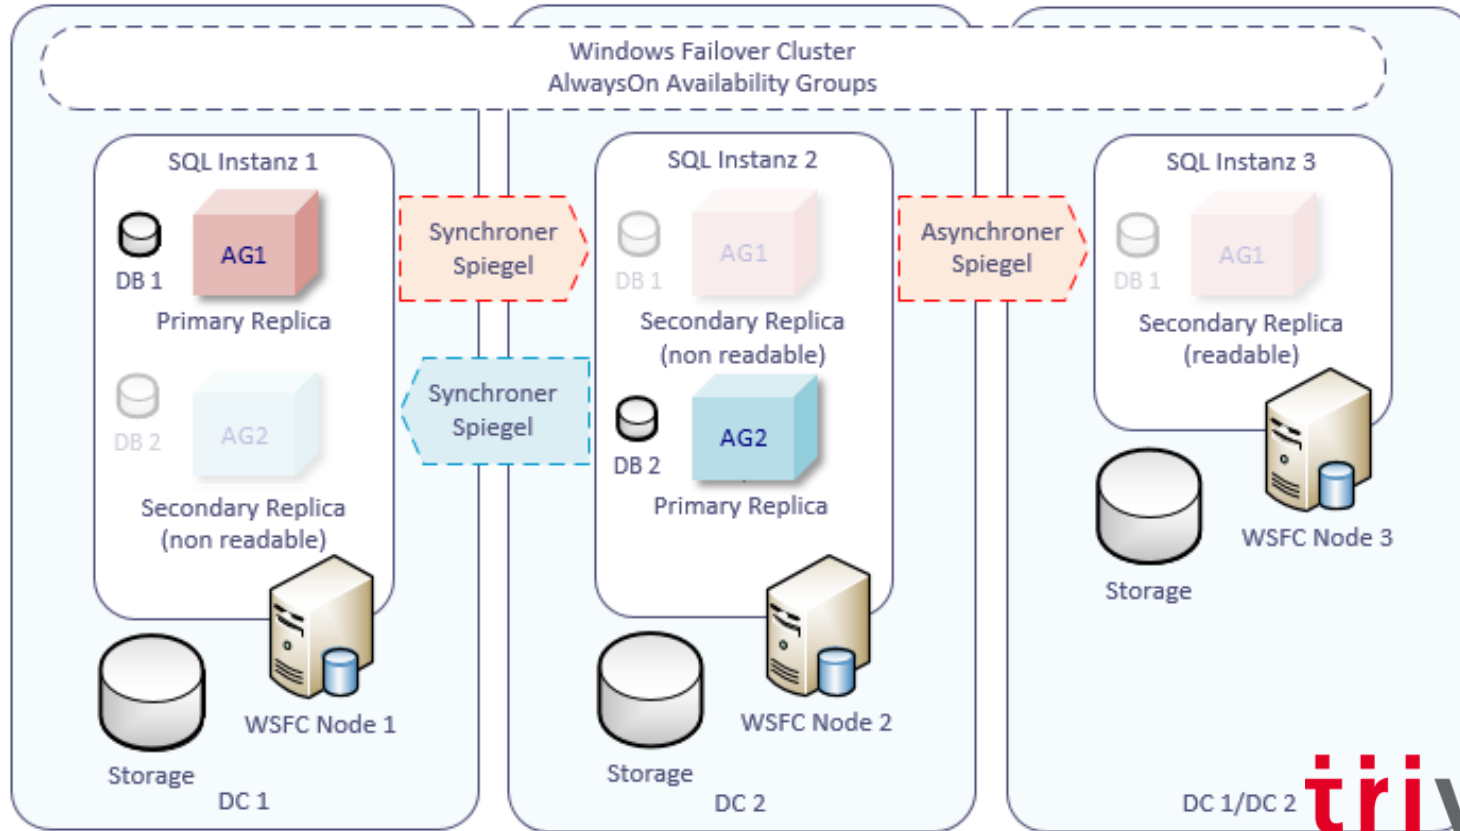 Windows Failover Cluster
AlwaysOn Availability Groups
SQL Instanz 1
AG1
DB 1
Primary Replica
DB 2
AG2
Secondary Replica
(non readable)
WSFC Node 1
Storage
DC 1
Synchroner
Spiegel
Synchroner
Spiegel
SQL Instanz 2
DB 1
AG1
Secondary Replica
(non readable)
AG2
DB 2
Primary Replica
WSFC Node 2
Storage
DC 2
Asynchroner
Spiegel
SQL Instanz 3
DB 1
AG1
Secondary Replica
(readable)
WSFC Node 3
Storage
DC 1/DC 2